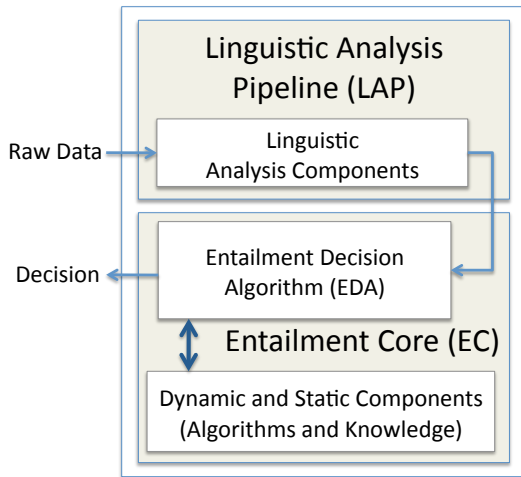 Linguistic Analysis
Pipeline (LAP)
Raw Data
Linguistic
Analysis Components
Decision
Entailment Decision
Algorithm (EDA)
Entailment Core (EC)
Dynamic and Static Components
(Algorithms and Knowledge)